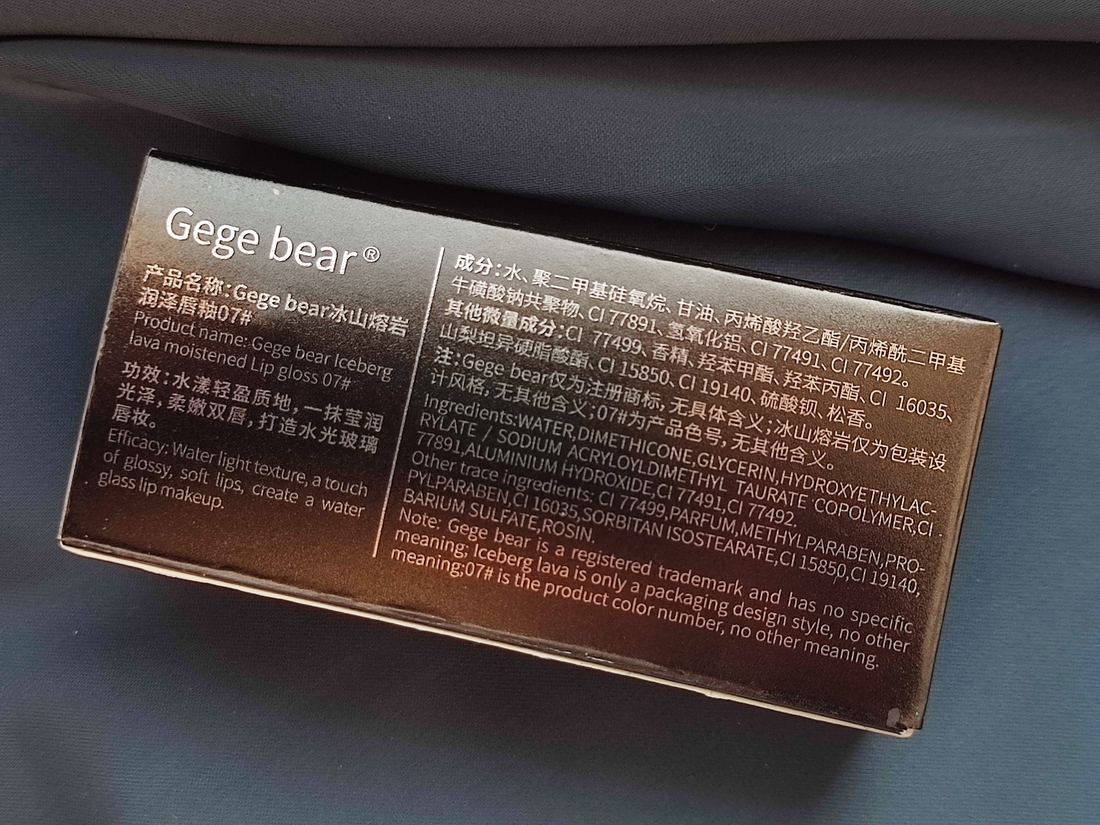 Gege bear®
产品名称:Gege bear冰山熔岩
润泽唇釉07#
Product name: Gege bear Iceberg
lava moistened Lip gloss 07#
功效:水漾轻盈质地,一抹莹润
光泽,柔嫩双唇,打造水光玻璃
唇妆。
Efficacy: Water light texture, a touch
of glossy, soft lips, create a water
glass lip makeup.
成分:水、聚二甲基硅氧烷、甘油、丙烯酸羟乙酯/丙烯酰二甲基
牛磺酸钠共聚物、CI 77891、氢氧化铝、CI 77491、CI 77492。
其他微量成分:CI 77499、香精、羟苯甲酯、羟苯丙酯、CI 16035、
山梨坦异硬脂酸酯、CI 15850、CI 19140、硫酸钡、松香。
注:Gege bear仅为注册商标,无具体含义;冰山熔岩仅为包装设
计风格,无其他含义;07#为产品色号,无其他含义。
Ingredients:WATER,DIMETHICONE,GLYCERIN,HYDROXYETHYLAC-
RYLATE / SODIUM ACRYLOYLDIMETHYL TAURATE COPOLYMER,CI
77891,ALUMINIUM HYDROXIDE,CI 77491,CI 77492.
Other trace ingredients: CI 77499,PARFUM,METHYLPARABEN,PRO-
PYLPARABEN,CI 16035,SORBITAN ISOSTEARATE,CI 15850,CI 19140,
BARIUM SULFATE,ROSIN.
Note: Gege bear is a registered trademark and has no specific
meaning; Iceberg lava is only a packaging design style, no other
meaning;07# is the product color number, no other meaning.